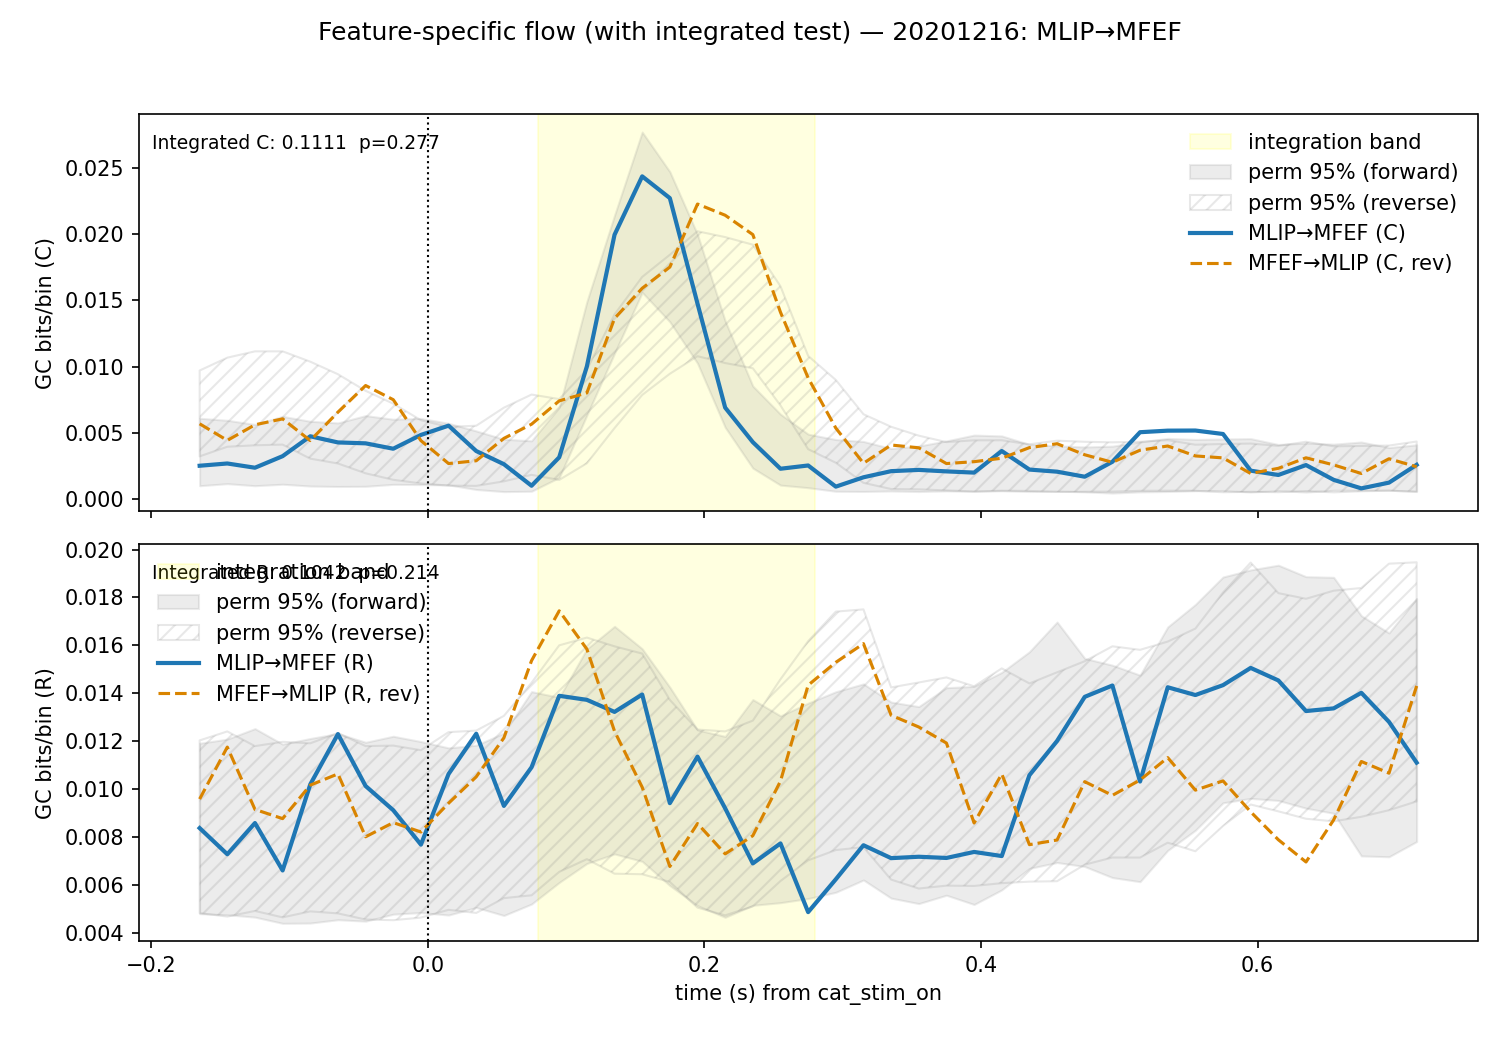 Feature-specific flow (with integrated test) — 20201216: MLIP→MFEF
Integrated C: 0.1111  p=0.277
integration band
perm 95% (forward)
perm 95% (reverse)
MLIP→MFEF (C)
MFEF→MLIP (C, rev)
GC bits/bin (C)
0.025
0.020
0.015
0.010
0.005
0.000
Integrated R: 0.1042  p=0.214
integration band
perm 95% (forward)
perm 95% (reverse)
MLIP→MFEF (R)
MFEF→MLIP (R, rev)
GC bits/bin (R)
0.020
0.018
0.016
0.014
0.012
0.010
0.008
0.006
0.004
−0.2
0.0
0.2
0.4
0.6
time (s) from cat_stim_on